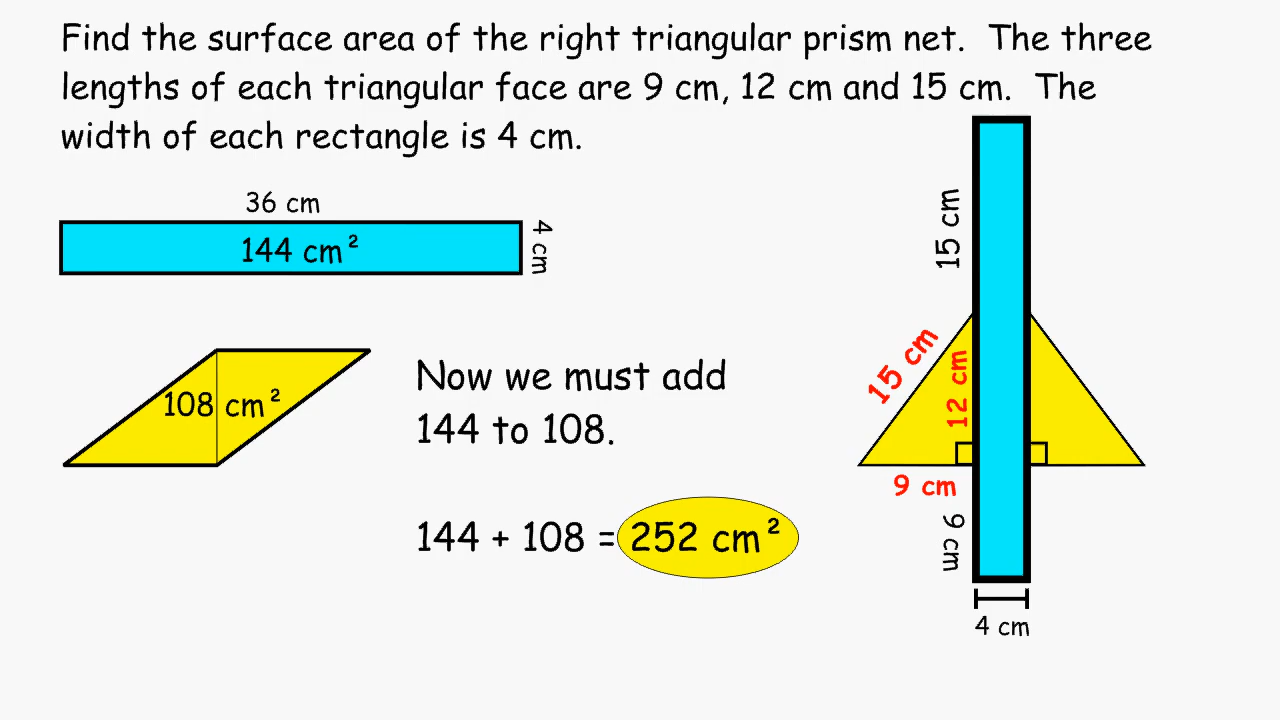 Find the surface area of the right triangular prism net. The three
lengths of each triangular face are 9 cm, 12 cm and 15 cm. The
width of each rectangle is 4 cm.
36 cm
144 cm²
4 cm
108 cm²
Now we must add
144 to 108.
144 + 108 = 252 cm²
15 cm
15 cm
12 cm
9 cm
9 cm
4 cm